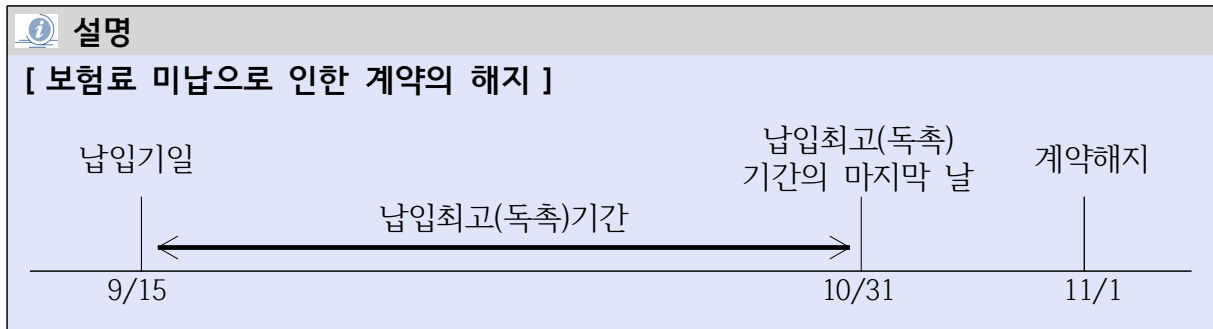 설명
[ 보험료 미납으로 인한 계약의 해지 ]
납입기일
납입최고(독촉)
기간의 마지막 날
계약해지
납입최고(독촉)기간
9/15
10/31
11/1